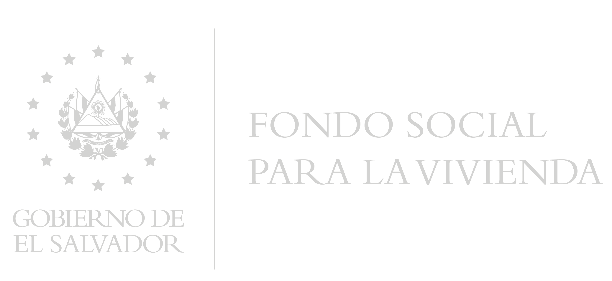 GOBIERNO DE
EL SALVADOR
FONDO SOCIAL
PARA LA VIVIENDA